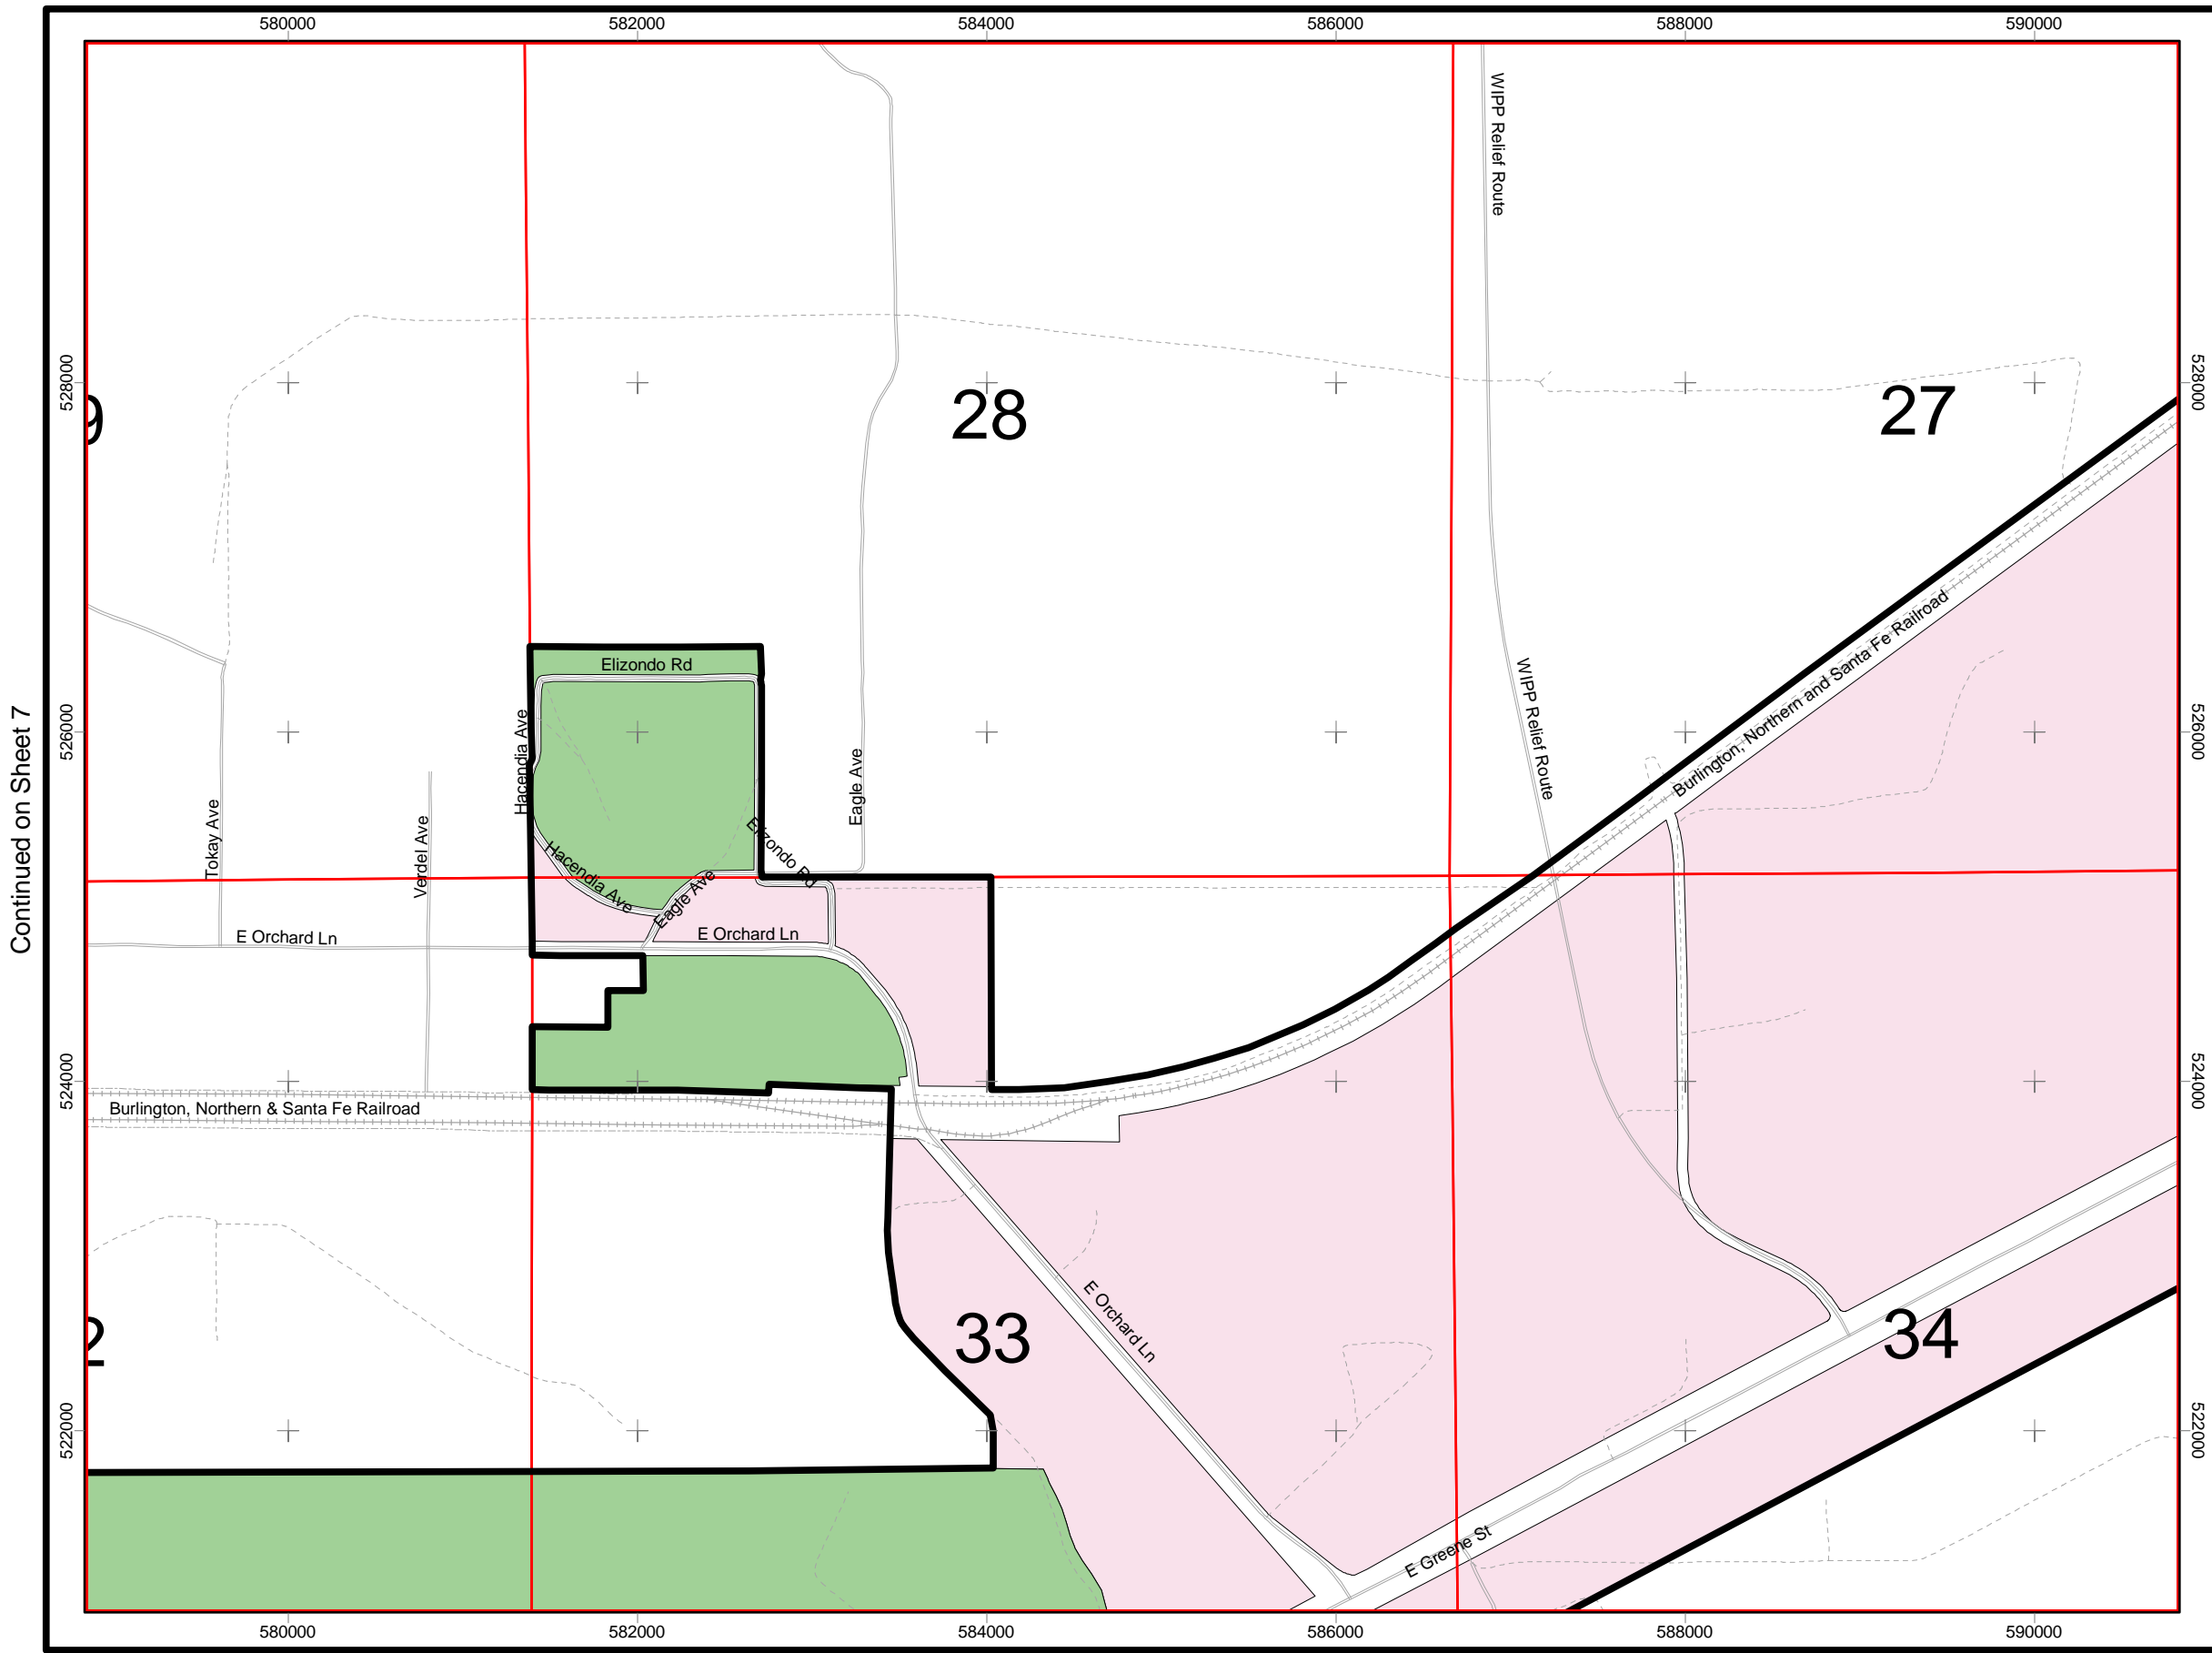 580000
582000
584000
586000
588000
590000
WIPP Relief Route
528000
528000
9
28
27
Burlington, Northern and Santa Fe Railroad
Elizondo Rd
WIPP Relief Route
Continued on Sheet 7
526000
526000
Hacendia Ave
Eagle Ave
Tokay Ave
Verdel Ave
Elizondo Rd
Hacendia Ave
Eagle Ave
E Orchard Ln
E Orchard Ln
524000
524000
Burlington, Northern & Santa Fe Railroad
E Orchard Ln
2
33
34
522000
522000
E Greene St
580000
582000
584000
586000
588000
590000